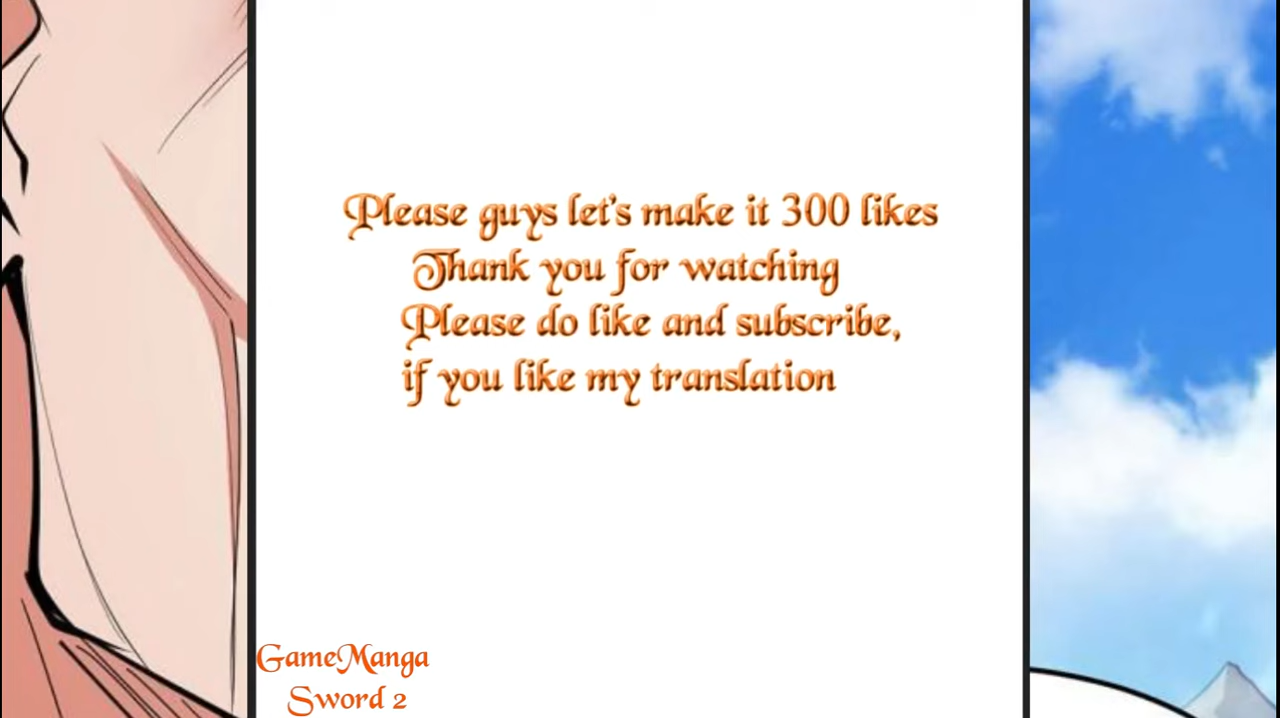 Please guys let's make it 300 likes
Thank you for watching
Please do like and subscribe,
if you like my translation
GameManga
Sword 2